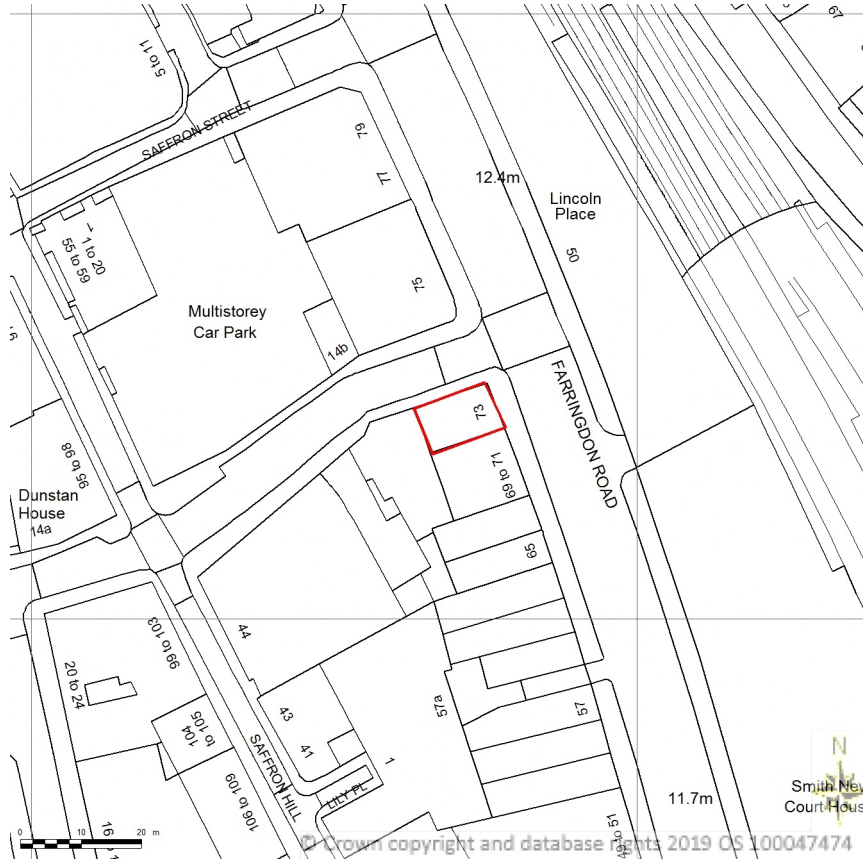 67
5 to 11
SAFFRON STREET
79
77
12.4m
Lincoln
Place
50
1
1 to 20
55 to 59
75
Multistorey
Car Park
14b
73
FARRINGDON ROAD
95 to 98
69 to 71
Dunstan
House
14a
65
44
99 to 103
20 to 24
57a
57
43
41
104
to 105
SAFFRON HILL
1
LILY PL
106 to 109
N
Smith New
Court House
11.7m
49 to 51
0 10 20 m
© Crown copyright and database rights 2019 OS 100047474